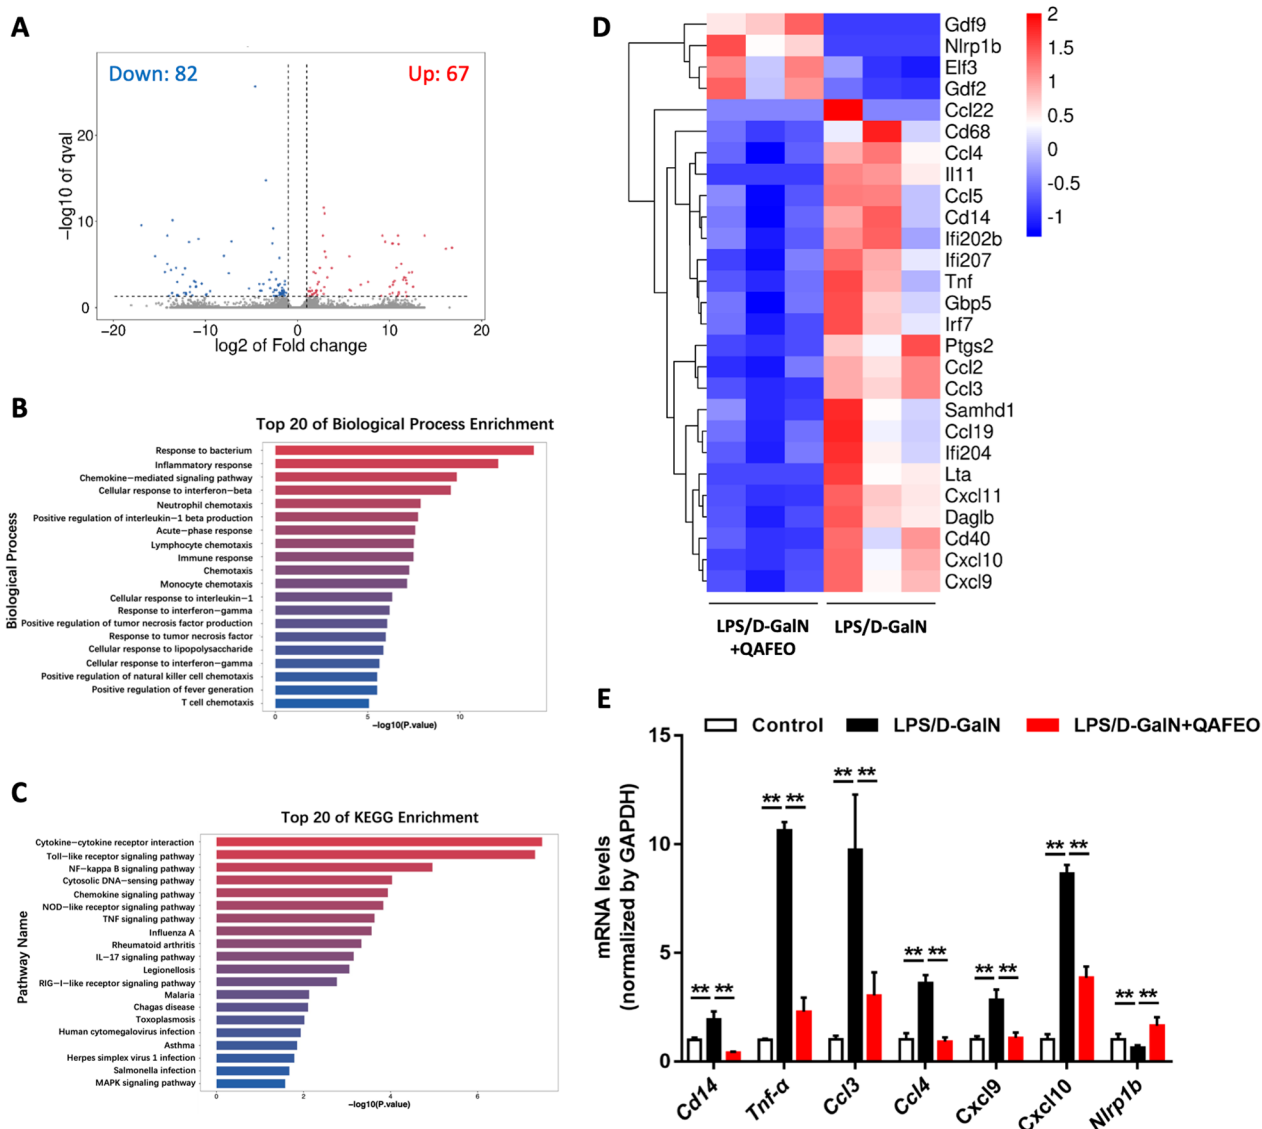 A
Down: 82
Up: 67
−log10 of qval
20
10
0
−20
−10
0
10
20
log2 of Fold change
B
Top 20 of Biological Process Enrichment
Biological Process
Response to bacterium
Inflammatory response
Chemokine−mediated signaling pathway
Cellular response to interferon−beta
Neutrophil chemotaxis
Positive regulation of interleukin−1 beta production
Acute−phase response
Lymphocyte chemotaxis
Immune response
Chemotaxis
Monocyte chemotaxis
Cellular response to interleukin−1
Response to interferon−gamma
Positive regulation of tumor necrosis factor production
Response to tumor necrosis factor
Cellular response to lipopolysaccharide
Cellular response to interferon−gamma
Positive regulation of natural killer cell chemotaxis
Positive regulation of fever generation
T cell chemotaxis
0
5
10
−log10(P.value)
C
Top 20 of KEGG Enrichment
Pathway Name
Cytokine−cytokine receptor interaction
Toll−like receptor signaling pathway
NF−kappa B signaling pathway
Cytosolic DNA−sensing pathway
Chemokine signaling pathway
NOD−like receptor signaling pathway
TNF signaling pathway
Influenza A
Rheumatoid arthritis
IL−17 signaling pathway
Legionellosis
RIG−I−like receptor signaling pathway
Malaria
Chagas disease
Toxoplasmosis
Human cytomegalovirus infection
Asthma
Herpes simplex virus 1 infection
Salmonella infection
MAPK signaling pathway
0
2
4
6
−log10(P.value)
D
Gdf9
Nlrp1b
Elf3
Gdf2
Ccl22
Cd68
Ccl4
Il11
Ccl5
Cd14
Ifi202b
Ifi207
Tnf
Gbp5
Irf7
Ptgs2
Ccl2
Ccl3
Samhd1
Ccl19
Ifi204
Lta
Cxcl11
Daglb
Cd40
Cxcl10
Cxcl9
2
1.5
1
0.5
0
-0.5
-1
LPS/D-GalN
+QAFEO
LPS/D-GalN
E
Control
LPS/D-GalN
LPS/D-GalN+QAFEO
mRNA levels
(normalized by GAPDH)
15
10
5
0
** **
** **
** **
** **
** **
** **
** **
Cd14
Tnf-α
Ccl3
Ccl4
Cxcl9
Cxcl10
Nlrp1b